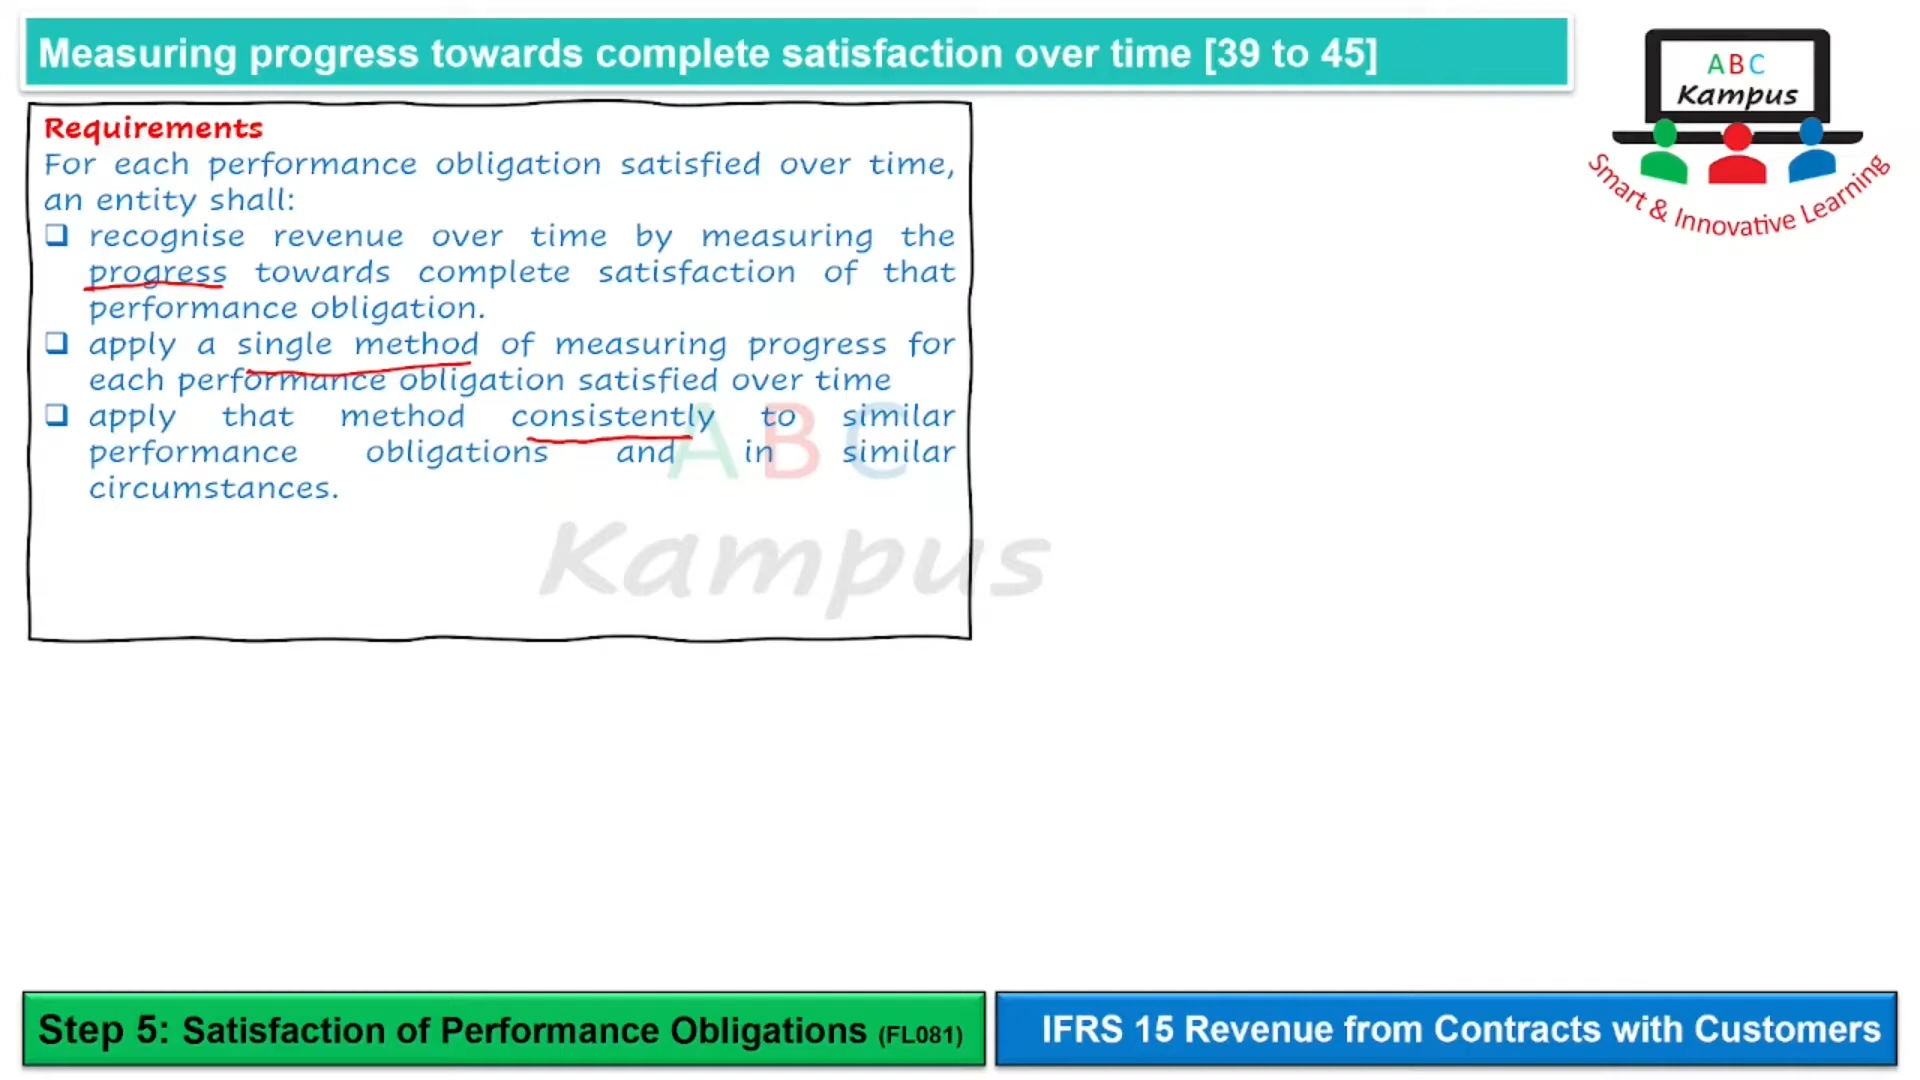 Measuring progress towards complete satisfaction over time [39 to 45]
ABC
Kampus
Smart & Innovative Learning
Requirements
For each performance obligation satisfied over time,
an entity shall:
recognise revenue over time by measuring the
progress towards complete satisfaction of that
performance obligation.
apply a single method of measuring progress for
each performance obligation satisfied over time
apply that method consistently to similar
performance obligations and in similar
circumstances.
ABC
Kampus
Step 5: Satisfaction of Performance Obligations (FL081)
IFRS 15 Revenue from Contracts with Customers